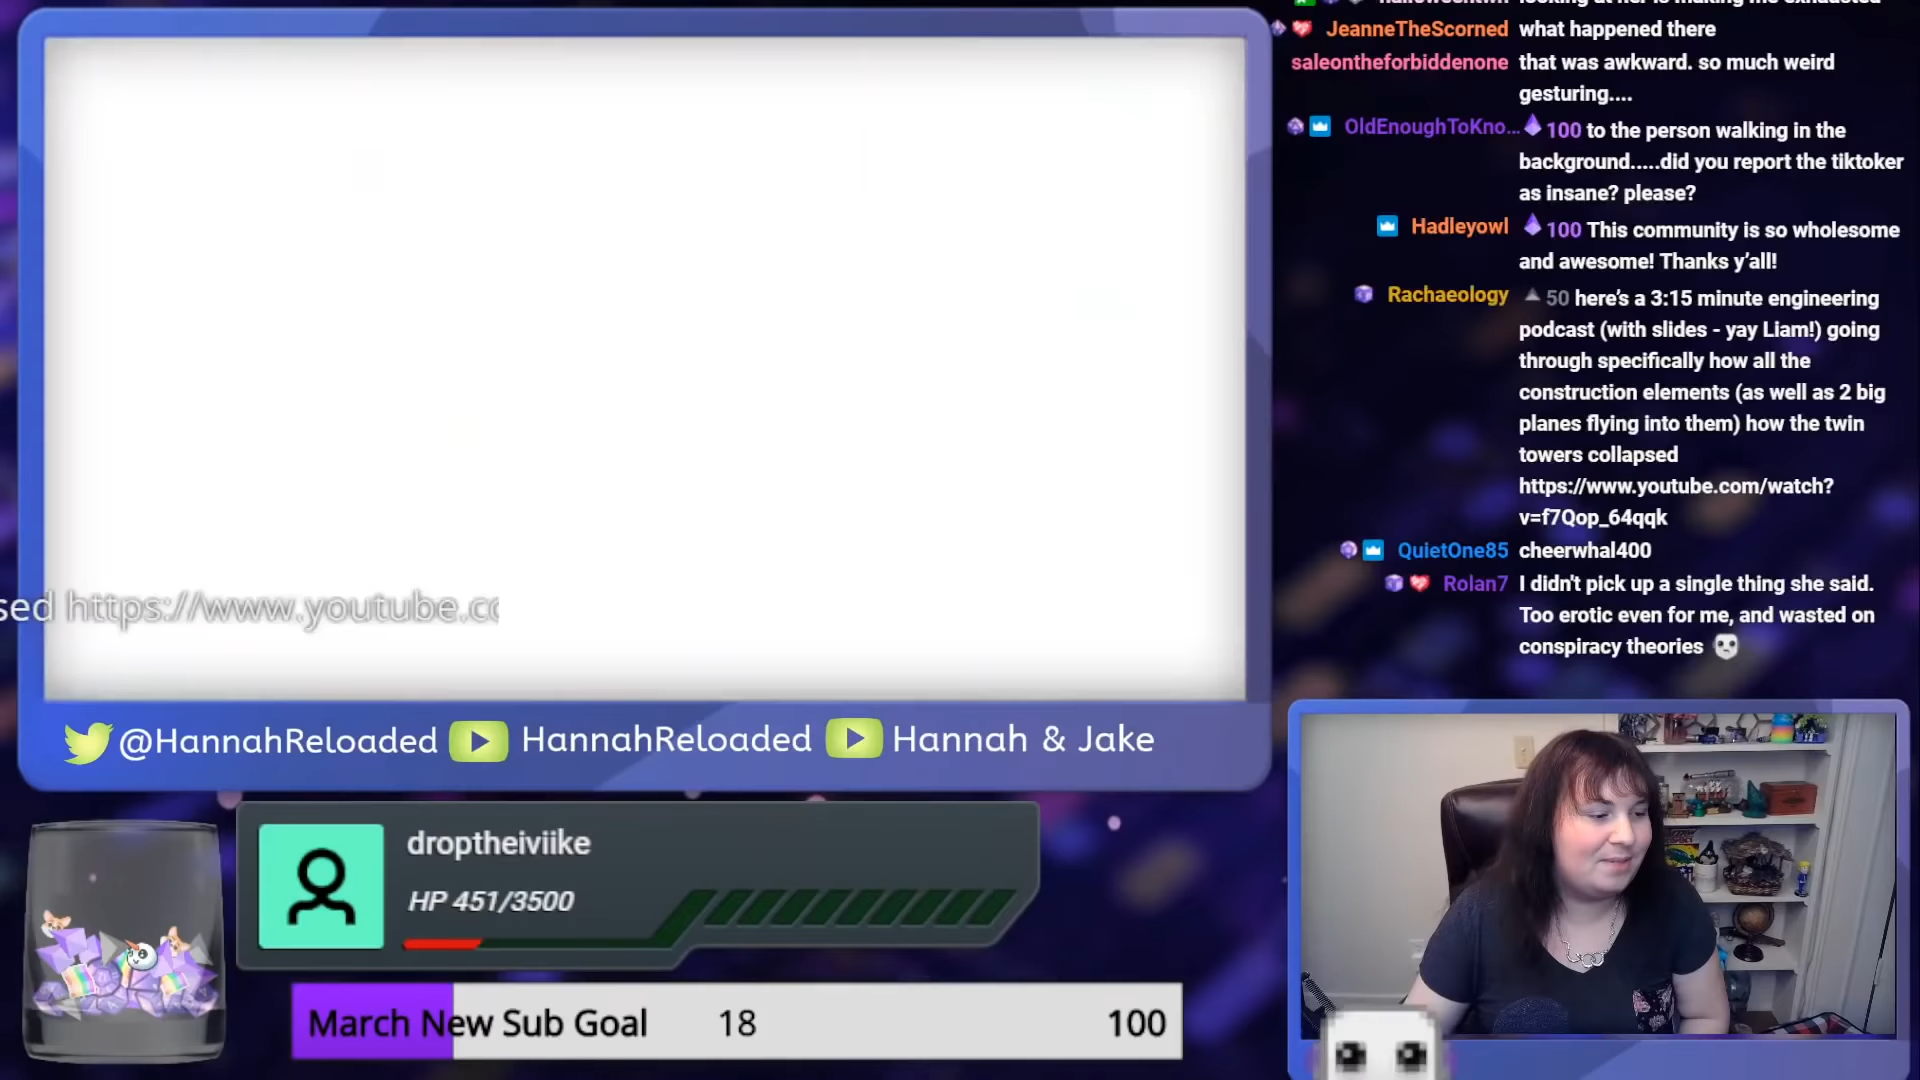 JeanneTheScorned what happened there
saleontheforbiddenone that was awkward. so much weird
gesturing....
OldEnoughToKno... 100 to the person walking in the
background.....did you report the tiktoker
as insane? please?
Hadleyowl 100 This community is so wholesome
and awesome! Thanks y'all!
Rachaeology 50 here's a 3:15 minute engineering
podcast (with slides - yay Liam!) going
through specifically how all the
construction elements (as well as 2 big
planes flying into them) how the twin
towers collapsed
https://www.youtube.com/watch?
v=f7Qop_64qqk
QuietOne85 cheerwhal400
Rolan7 I didn't pick up a single thing she said.
Too erotic even for me, and wasted on
conspiracy theories
sed https://www.youtube.cc
@HannahReloaded HannahReloaded Hannah & Jake
droptheiviike
HP 451/3500
March New Sub Goal 18 100